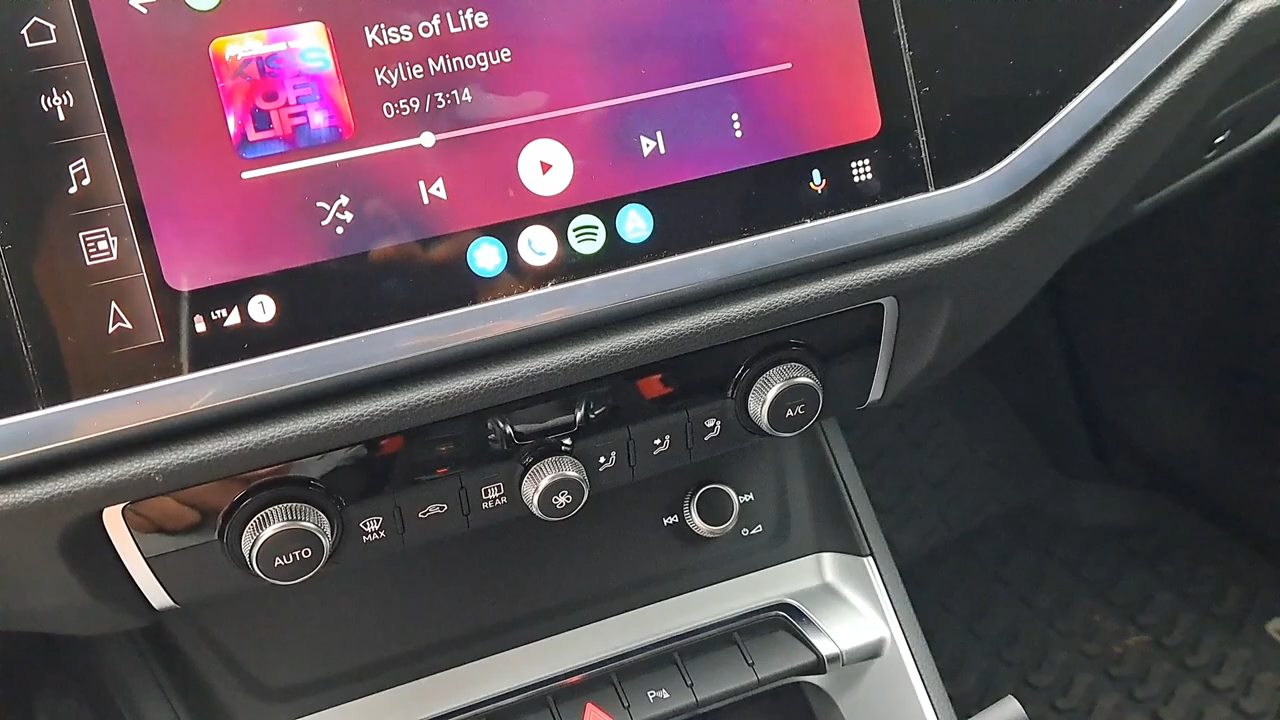 Kiss of Life
Kylie Minogue
0:59 / 3:14
KISS
OF
LIFE
LTE
1
A/C
REAR
MAX
AUTO
P